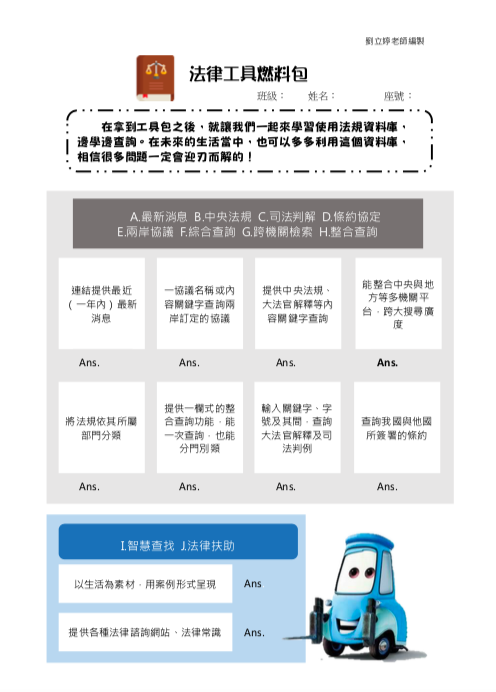 劉立婷老師編製
法律工具燃料包
班級： 姓名： 座號：
在拿到工具包之後，就讓我們一起來學習使用法規資料庫，
邊學邊查詢。在未來的生活當中，也可以多多利用這個資料庫，
相信很多問題一定會迎刃而解的！
A.最新消息 B.中央法規 C.司法判解 D.條約協定
E.兩岸協議 F.綜合查詢 G.跨機關檢索 H.整合查詢
連結提供最近
（一年內）最新
消息
一協議名稱或內
容關鍵字查詢兩
岸訂定的協議
提供中央法規、
大法官解釋等內
容關鍵字查詢
能整合中央與地
方等多機關平
台，跨大搜尋廣
度
Ans. Ans. Ans. Ans.
將法規依其所屬
部門分類
提供一欄式的整
合查詢功能，能
一次查詢，也能
分門別類
輸入關鍵字、字
號及其間，查詢
大法官解釋及司
法判例
查詢我國與他國
所簽署的條約
Ans. Ans. Ans. Ans.
I.智慧查找 J.法律扶助
以生活為素材，用案例形式呈現 Ans
提供各種法律諮詢網站、法律常識 Ans.